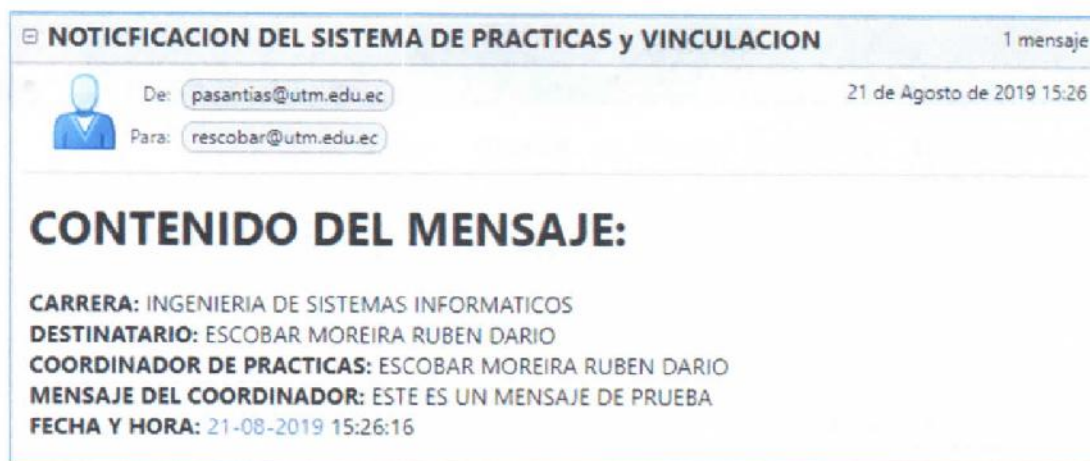 NOTICFICACION DEL SISTEMA DE PRACTICAS y VINCULACION 1 mensaje
De: pasantias@utm.edu.ec 21 de Agosto de 2019 15:26
Para: rescobar@utm.edu.ec
CONTENIDO DEL MENSAJE:
CARRERA: INGENIERIA DE SISTEMAS INFORMATICOS
DESTINATARIO: ESCOBAR MOREIRA RUBEN DARIO
COORDINADOR DE PRACTICAS: ESCOBAR MOREIRA RUBEN DARIO
MENSAJE DEL COORDINADOR: ESTE ES UN MENSAJE DE PRUEBA
FECHA Y HORA: 21-08-2019 15:26:16